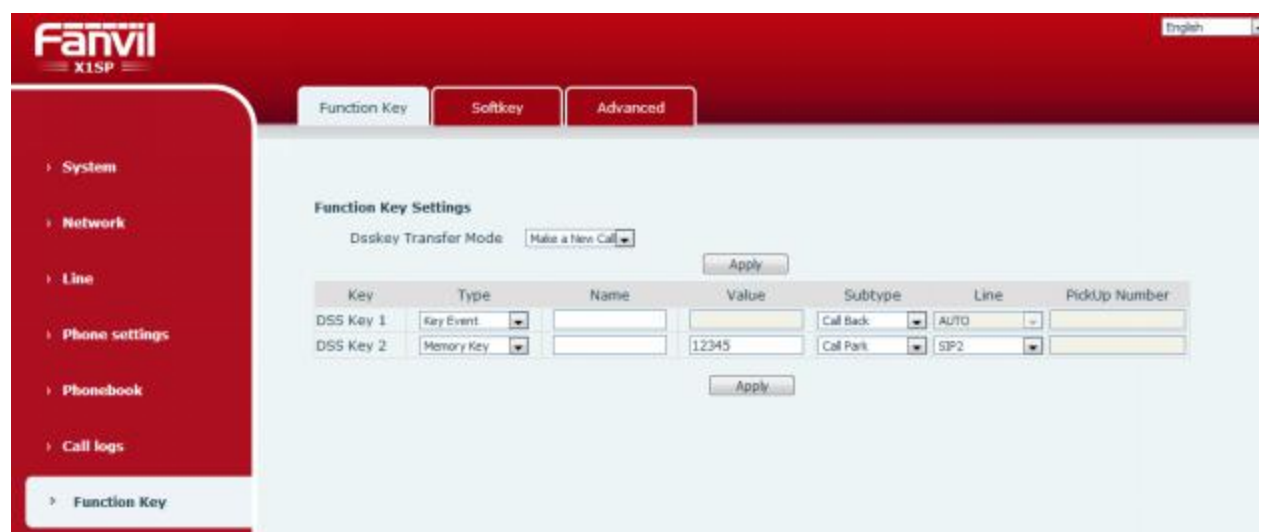 Fanvil
X1SP
English
Function Key Softkey Advanced
› System
› Network
› Line
› Phone settings
› Phonebook
› Call logs
› Function Key
Function Key Settings
Dsskey Transfer Mode Make a New Call
Apply
Key Type Name Value Subtype Line PickUp Number
DSS Key 1 Key Event Call Back AUTO
DSS Key 2 Memory Key 12345 Call Park SIP2
Apply